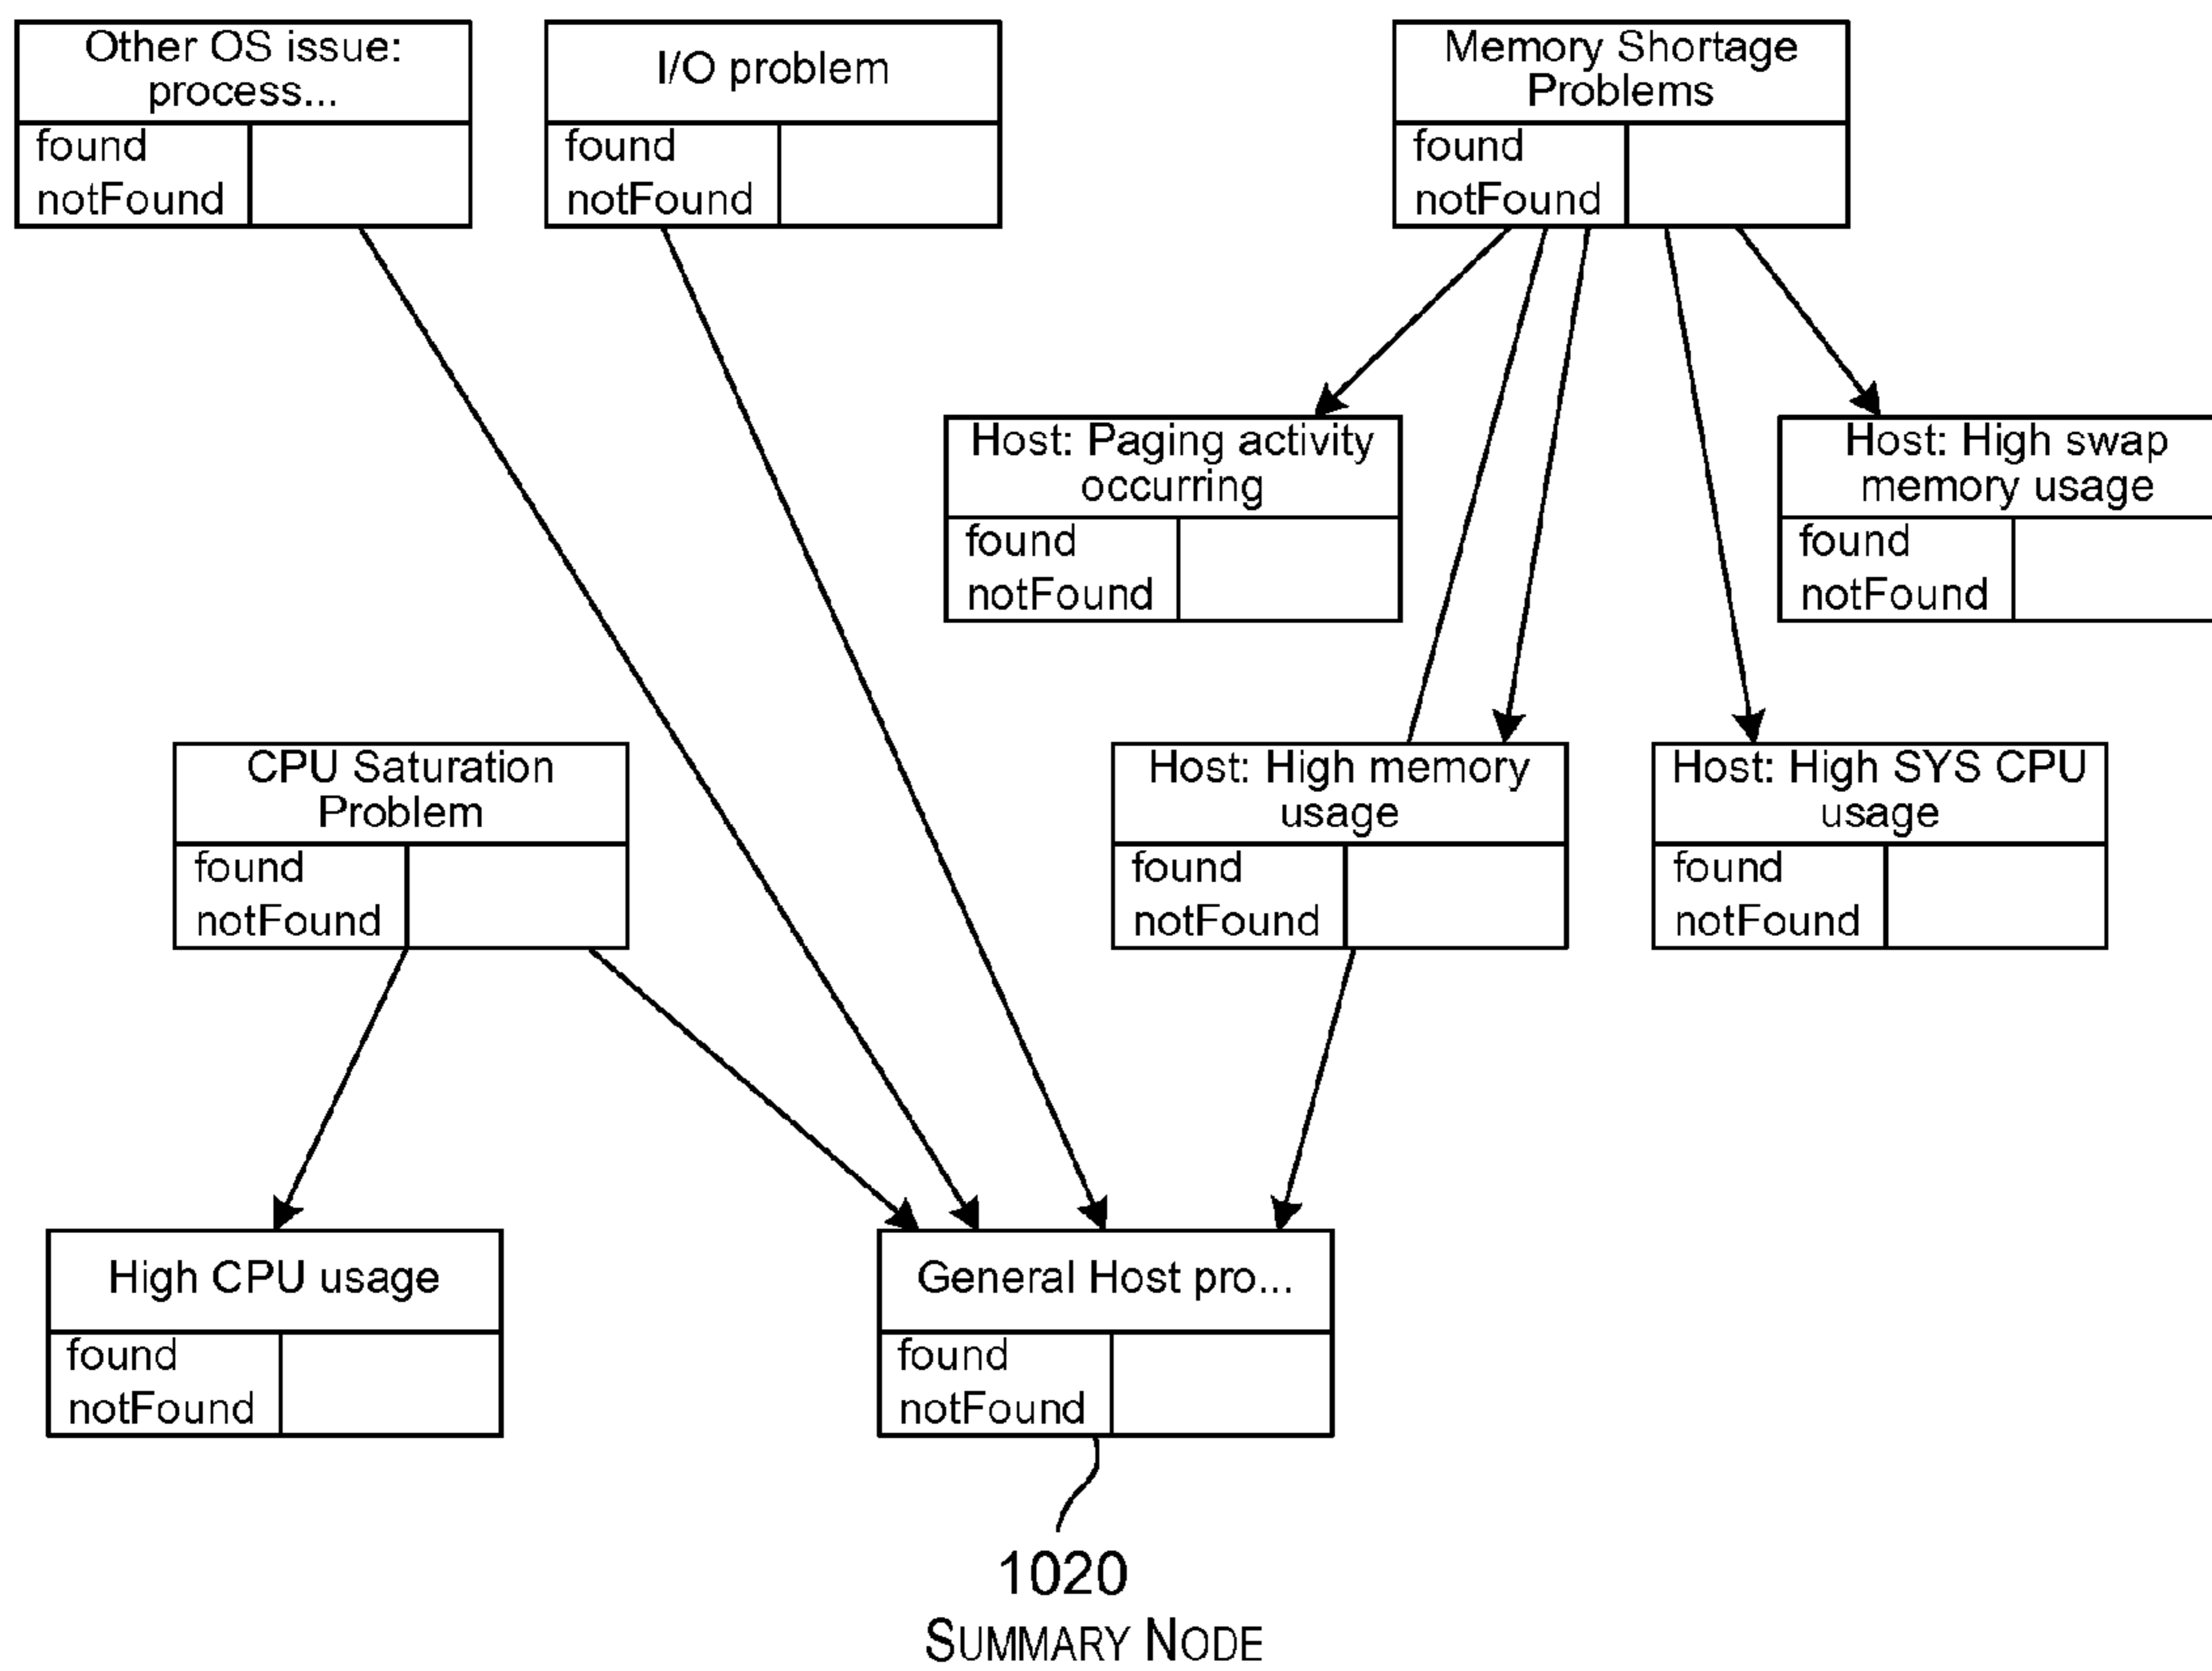 Other OS issue:
process...
found
notFound
I/O problem
found
notFound
Memory Shortage
Problems
found
notFound
Host: Paging activity
occurring
found
notFound
Host: High swap
memory usage
found
notFound
CPU Saturation
Problem
found
notFound
Host: High memory
usage
found
notFound
Host: High SYS CPU
usage
found
notFound
High CPU usage
found
notFound
General Host pro...
found
notFound
1020
SUMMARY NODE